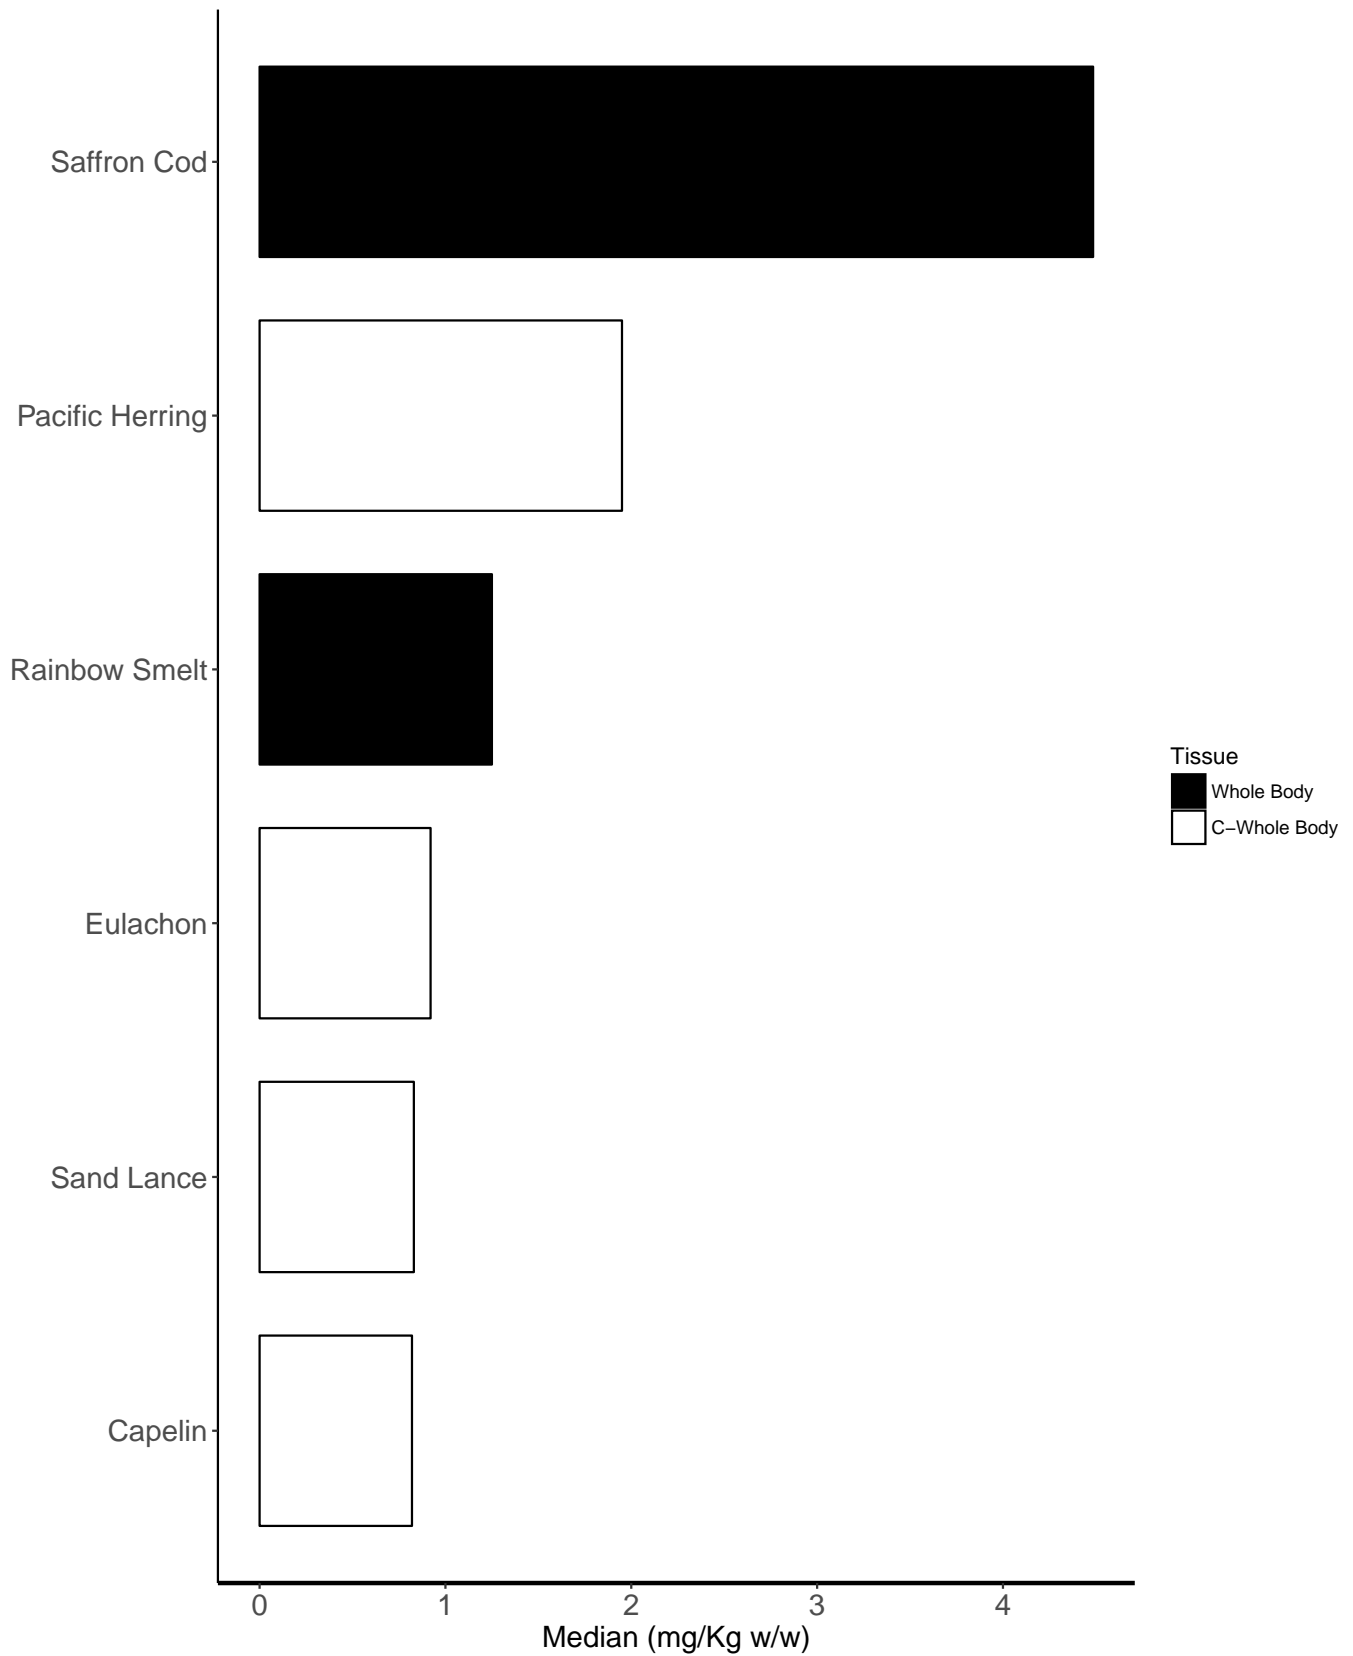 Saffron Cod
Pacific Herring
Rainbow Smelt
Eulachon
Sand Lance
Capelin
0 1 2 3 4
Median (mg/Kg w/w)
Tissue
Whole Body
C−Whole Body